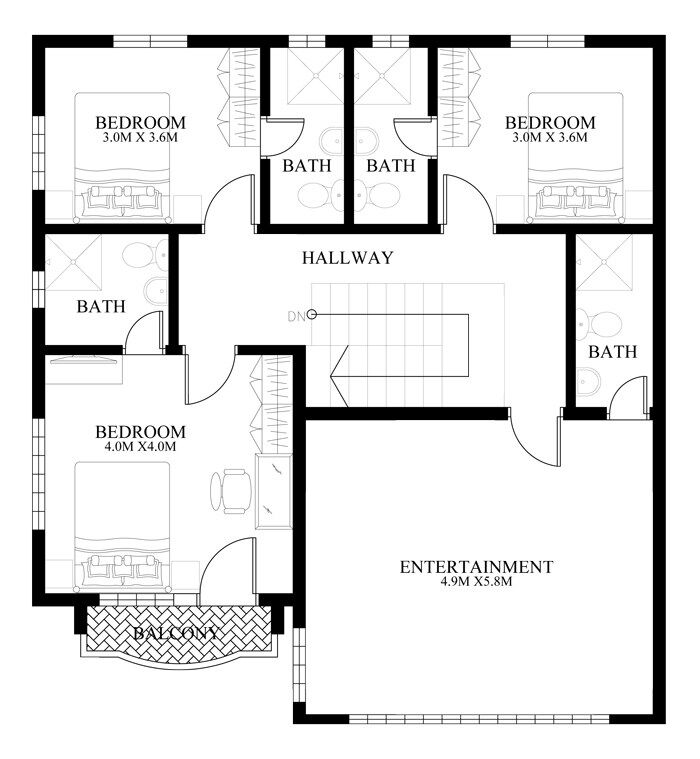 BEDROOM
3.0M X 3.6M
BATH
BATH
BEDROOM
3.0M X 3.6M
HALLWAY
BATH
DN
BATH
BEDROOM
4.0M X4.0M
ENTERTAINMENT
4.9M X5.8M
BALCONY